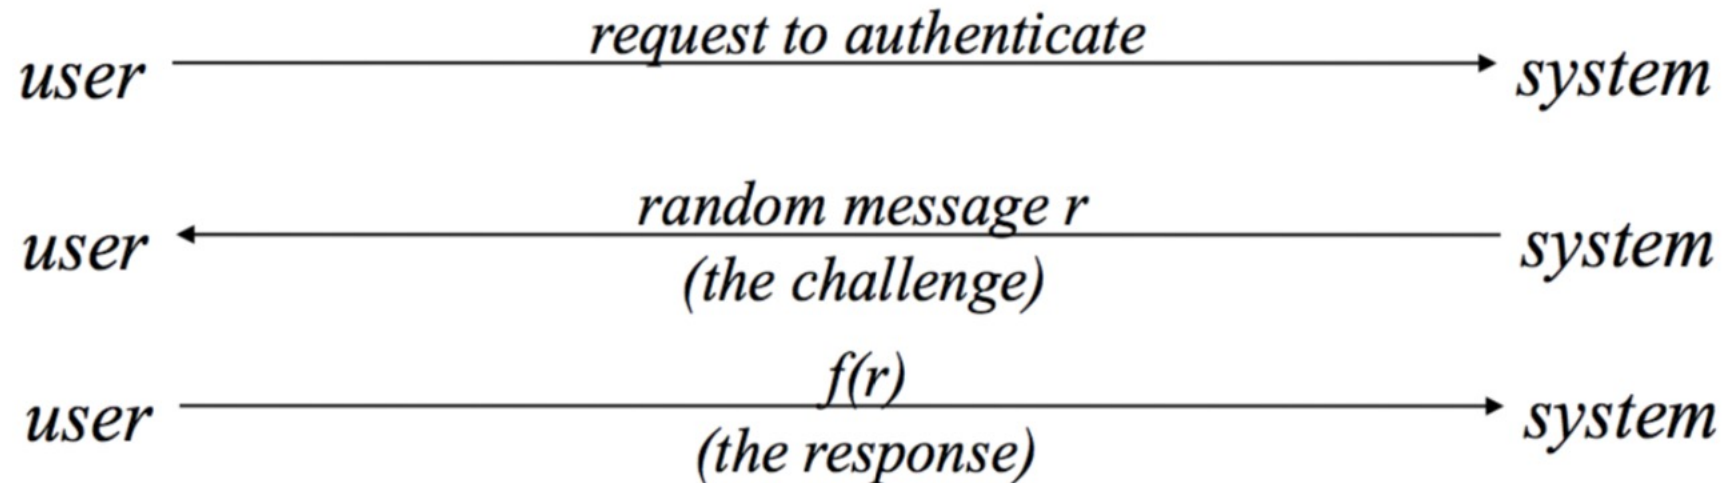 request to authenticate
user system
random message r
user system
(the challenge)
f(r)
user system
(the response)